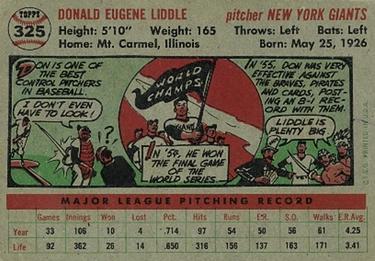 TOPPS
325
DONALD EUGENE LIDDLE
pitcher NEW YORK GIANTS
Height: 5'10" Weight: 165
Throws: Left Bats: Left
Home: Mt. Carmel, Illinois
Born: May 25, 1926
DON IS ONE
OF THE BEST
CONTROL PITCHERS
IN BASEBALL.
I DON'T
EVEN HAVE
TO LOOK!
WORLD
CHAMPS
GIANTS
IN '54, HE WON THE
FINAL GAME
OF THE
WORLD SERIES.
IN '55, DON WAS VERY
EFFECTIVE AGAINST
THE BRAVES, PIRATES
AND CARDS, POST-
ING AN 8-1
RECORD WITH
THEM.
LIDDLE IS
PLENTY BIG.
MAJOR LEAGUE PITCHING RECORD
Games Innings Won Lost Pct. Hits Runs ER. SO. Walks E.R.Avg.
Year 33 106 10 4 .714 97 54 50 56 61 4.25
Life 92 362 26 14 .650 316 157 137 163 171 3.41